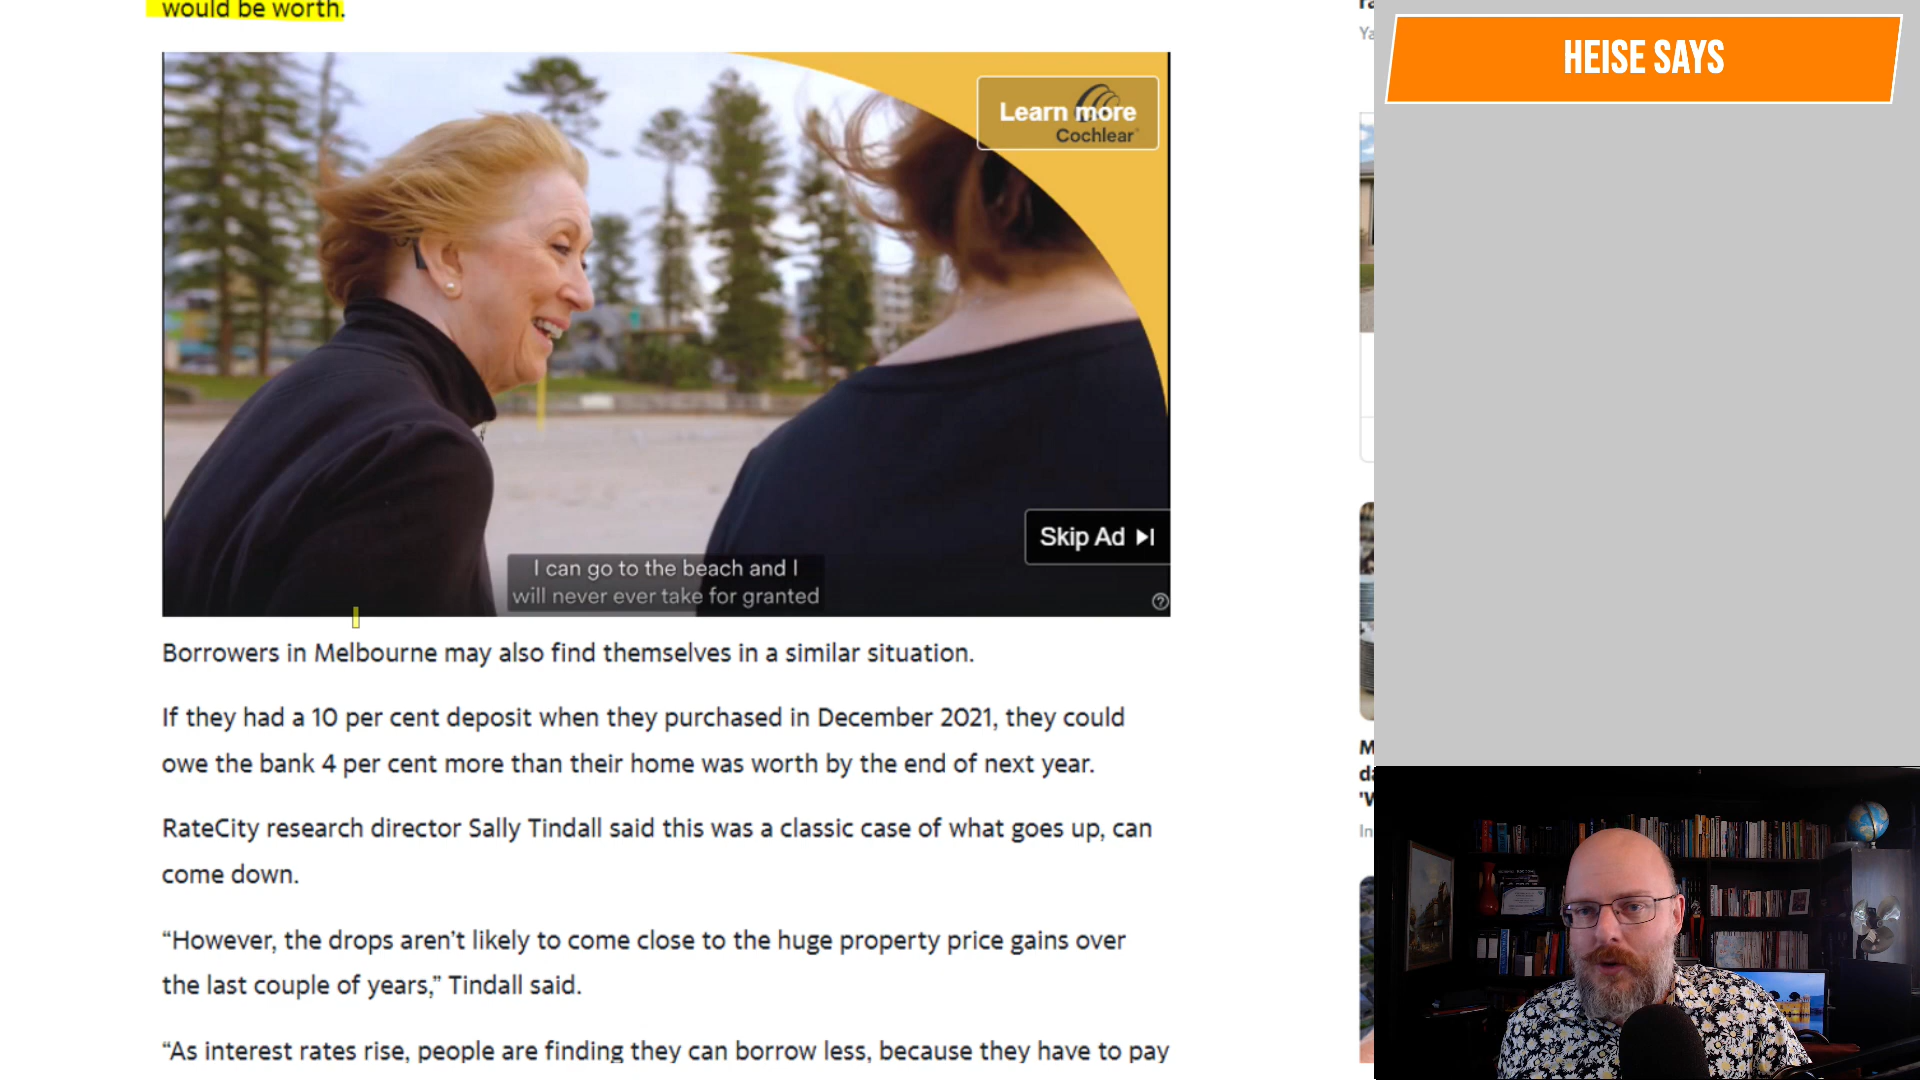 would be worth.
HEISE SAYS
Learn more
Cochlear
Skip Ad
I can go to the beach and I
will never ever take for granted
Borrowers in Melbourne may also find themselves in a similar situation.
If they had a 10 per cent deposit when they purchased in December 2021, they could
owe the bank 4 per cent more than their home was worth by the end of next year.
RateCity research director Sally Tindall said this was a classic case of what goes up, can
come down.
“However, the drops aren’t likely to come close to the huge property price gains over
the last couple of years,” Tindall said.
“As interest rates rise, people are finding they can borrow less, because they have to pay